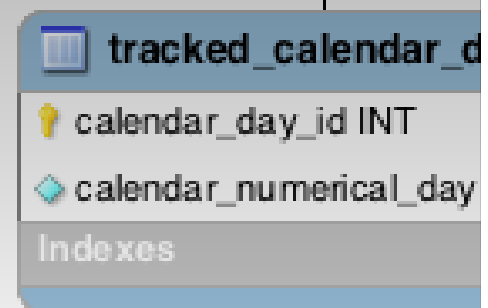 tracked_calendar_d
calendar_day_id INT
calendar_numerical_day
Indexes